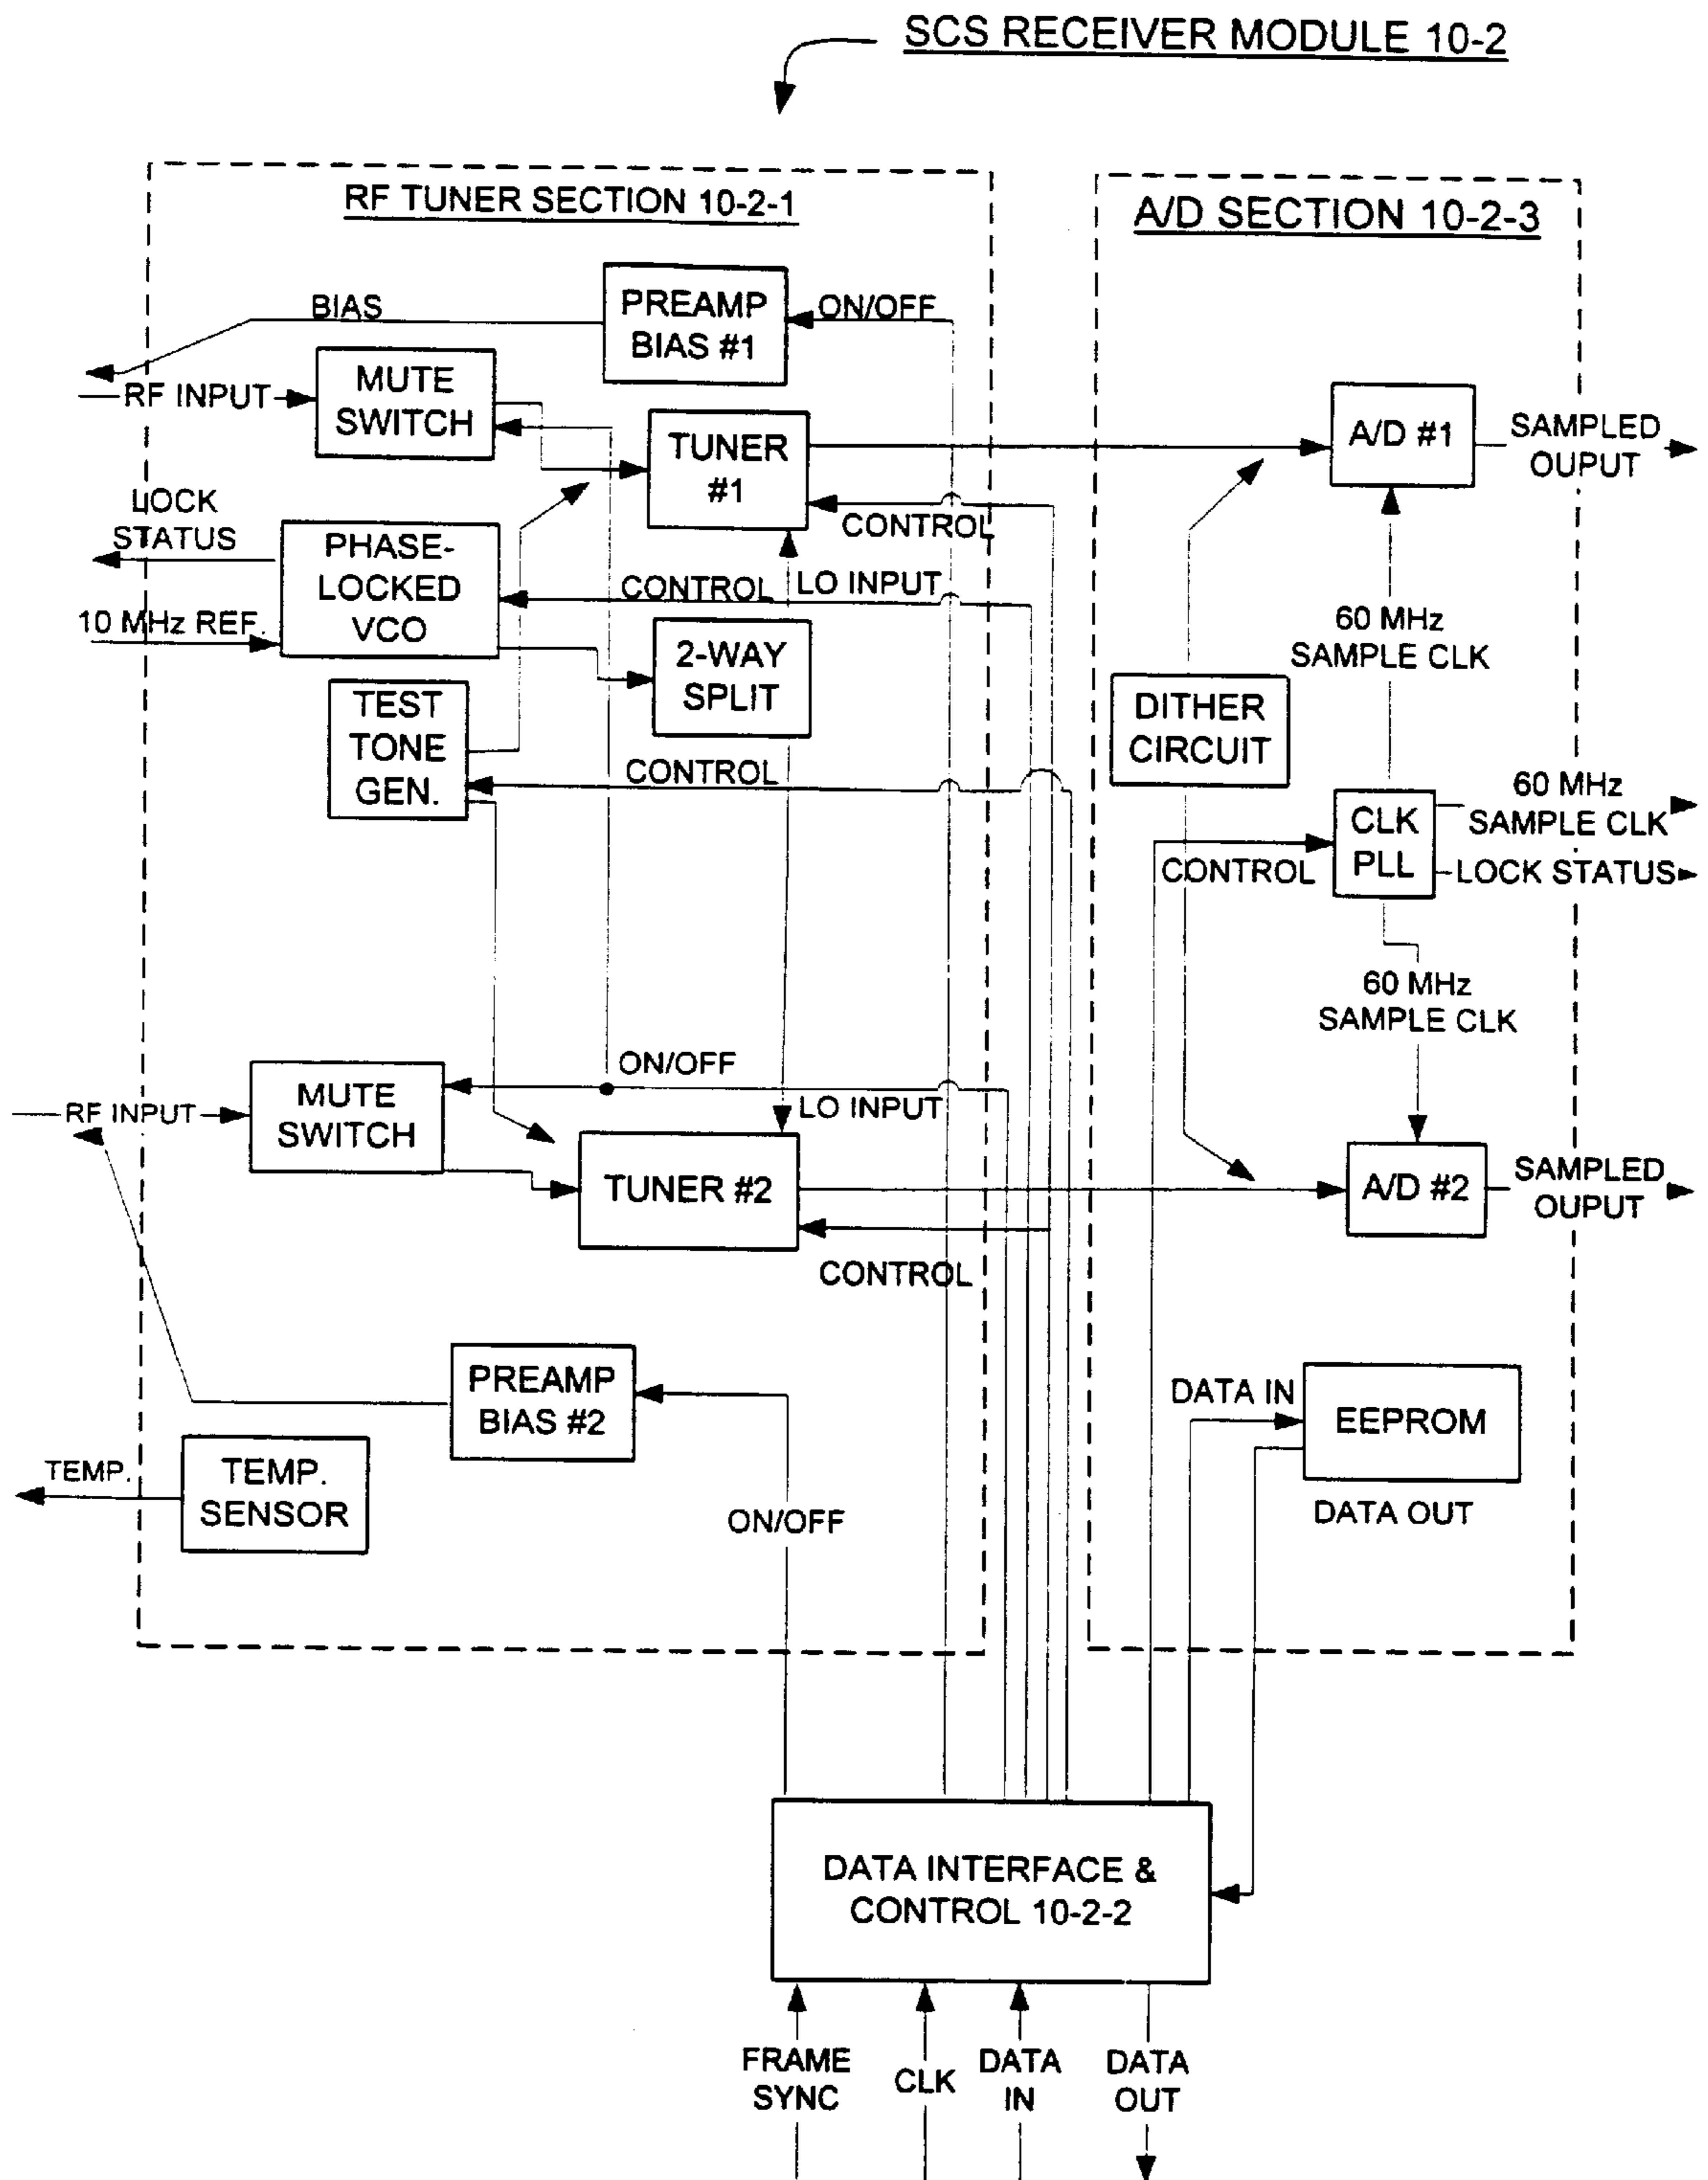 SCS RECEIVER MODULE 10-2
RF TUNER SECTION 10-2-1
A/D SECTION 10-2-3
BIAS
PREAMP
BIAS #1
ON/OFF
RF INPUT
MUTE
SWITCH
TUNER
#1
A/D #1
SAMPLED
OUPUT
LOCK
STATUS
CONTROL
PHASE-
LOCKED
VCO
CONTROL
LO INPUT
10 MHz REF.
60 MHz
SAMPLE CLK
2-WAY
SPLIT
TEST
TONE
GEN.
DITHER
CIRCUIT
CONTROL
60 MHz
SAMPLE CLK
CLK
PLL
CONTROL
LOCK STATUS
60 MHz
SAMPLE CLK
ON/OFF
RF INPUT
MUTE
SWITCH
LO INPUT
TUNER #2
A/D #2
SAMPLED
OUPUT
CONTROL
PREAMP
BIAS #2
DATA IN
EEPROM
TEMP.
TEMP.
SENSOR
ON/OFF
DATA OUT
DATA INTERFACE &
CONTROL 10-2-2
FRAME
SYNC
CLK
DATA
IN
DATA
OUT